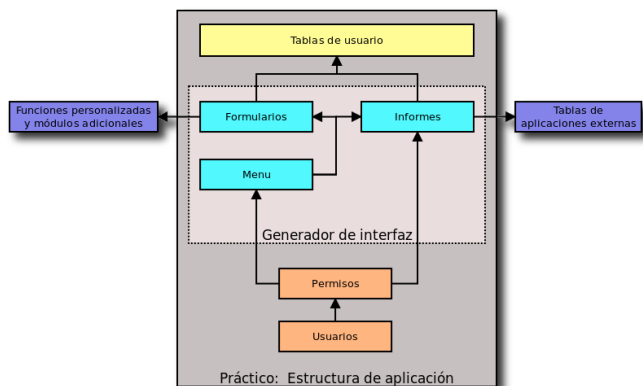 Tablas de usuario
Funciones personalizadas
y módulos adicionales
Formularios
Informes
Tablas de
aplicaciones externas
Menu
Generador de interfaz
Permisos
Usuarios
Práctico: Estructura de aplicación